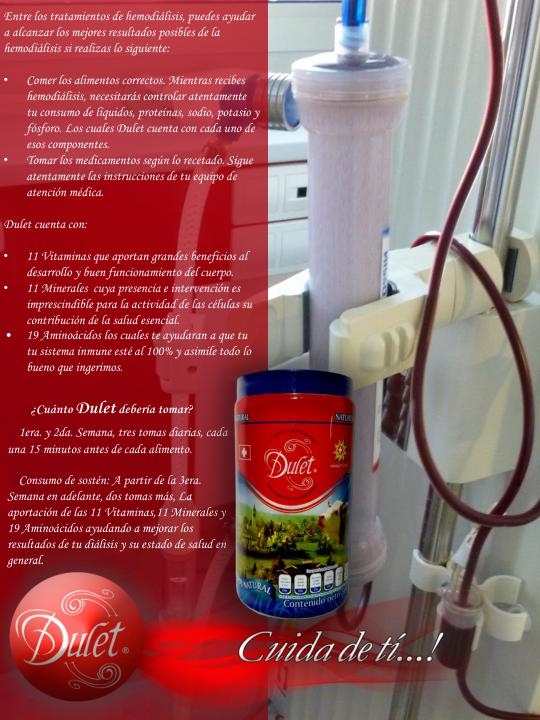 Entre los tratamientos de hemodiálisis, puedes ayudar
a alcanzar los mejores resultados posibles de la
hemodiálisis si realizas lo siguiente:
• Comer los alimentos correctos. Mientras recibes
hemodiálisis, necesitarás controlar atentamente
tu consumo de líquidos, proteínas, sodio, potasio y
fósforo. Los cuales Dulet cuenta con cada uno de
esos componentes.
• Tomar los medicamentos según lo recetado. Sigue
atentamente las instrucciones de tu equipo de
atención médica.
Dulet cuenta con:
• 11 Vitaminas que aportan grandes beneficios al
desarrollo y buen funcionamiento del cuerpo.
• 11 Minerales cuya presencia e intervención es
imprescindible para la actividad de las células su
contribución de la salud esencial.
• 19 Aminoácidos los cuales te ayudaran a que tu
tu sistema inmune esté al 100% y asimile todo lo
bueno que ingerimos.
¿Cuánto Dulet debería tomar?
1era. y 2da. Semana, tres tomas diarias, cada
una 15 minutos antes de cada alimento.
Consumo de sostén: A partir de la 3era.
Semana en adelante, dos tomas más, La
aportación de las 11 Vitaminas,11 Minerales y
19 Aminoácidos ayudando a mejorar los
resultados de tu diálisis y su estado de salud en
general.
Dulet®
NATURAL
Contenido
Dulet®
Cuida de tí...!